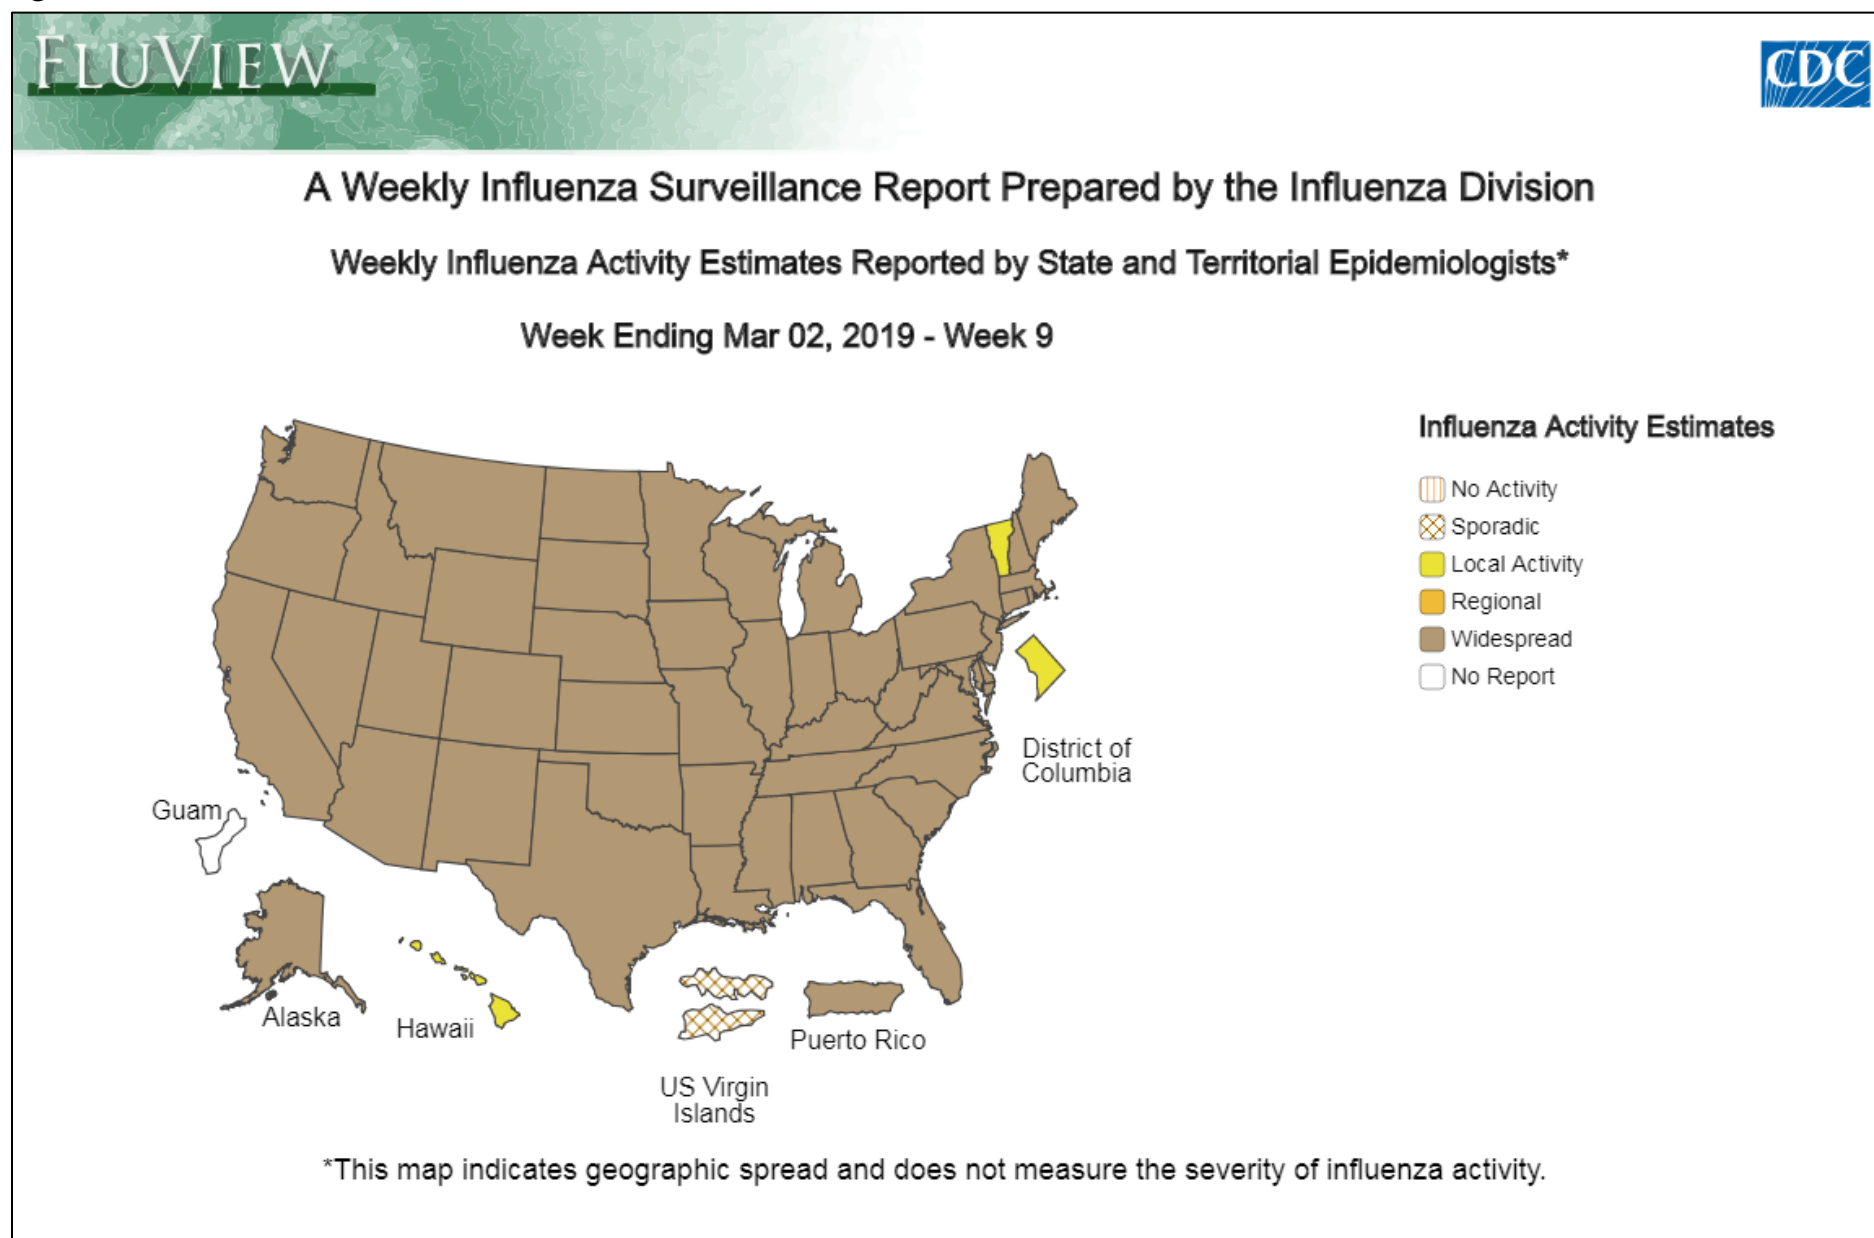 FLUVIEW
CDC
A Weekly Influenza Surveillance Report Prepared by the Influenza Division
Weekly Influenza Activity Estimates Reported by State and Territorial Epidemiologists*
Week Ending Mar 02, 2019 - Week 9
Influenza Activity Estimates
No Activity
Sporadic
Local Activity
Regional
Widespread
No Report
District of
Columbia
Guam
Alaska
Hawaii
Puerto Rico
US Virgin
Islands
*This map indicates geographic spread and does not measure the severity of influenza activity.